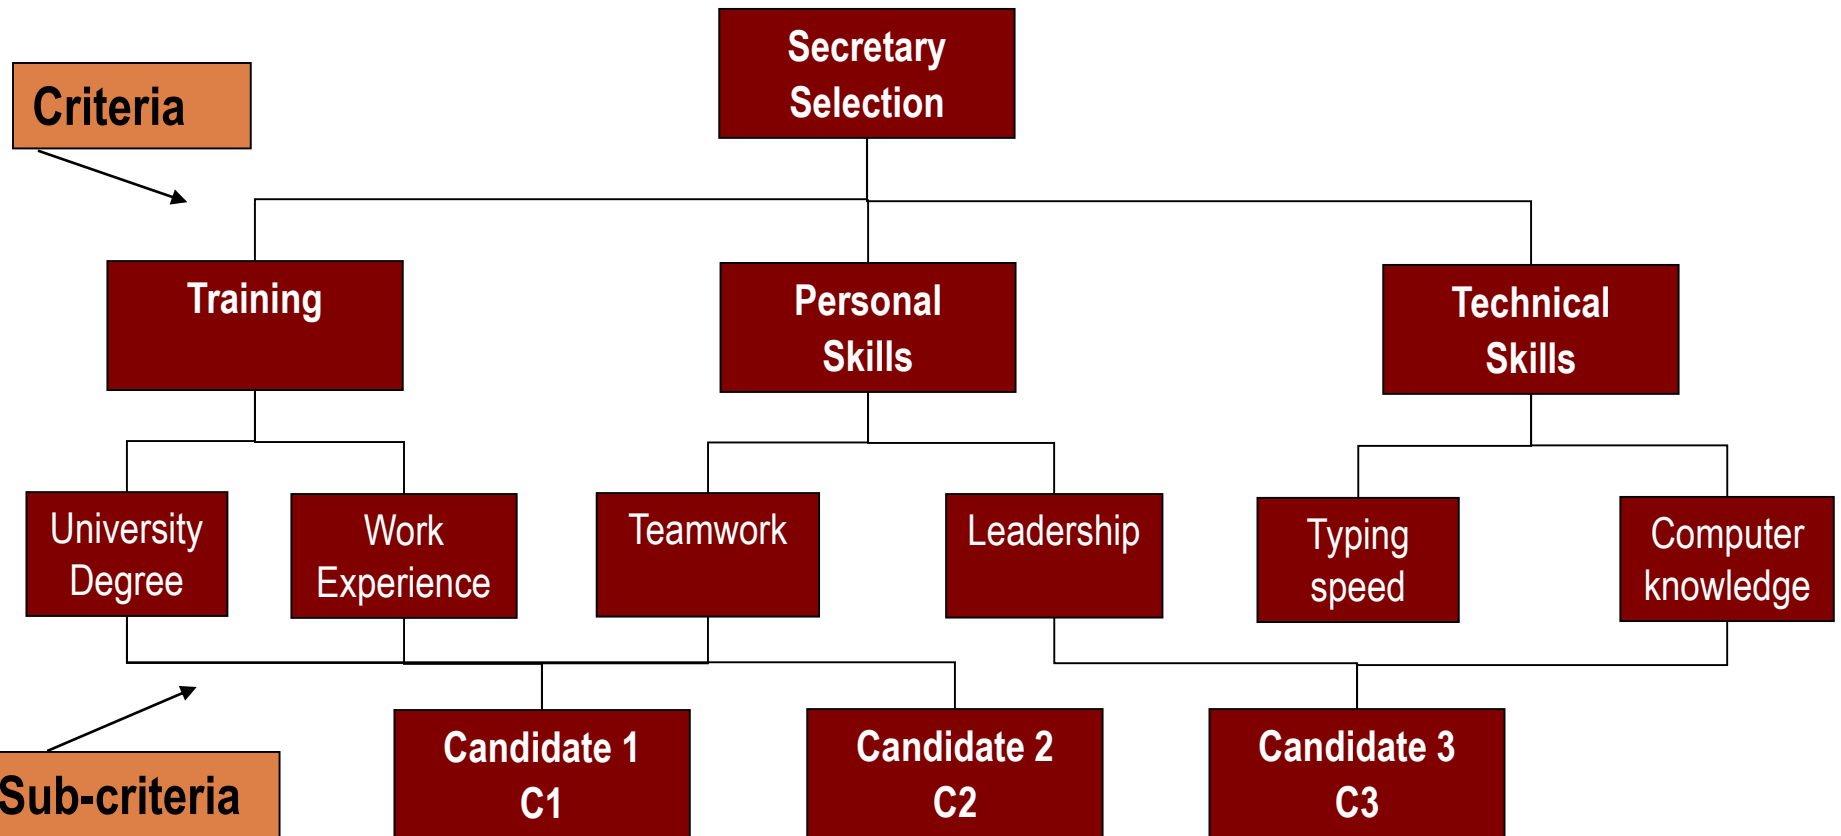 Secretary
Selection
Criteria
Training
Personal
Skills
Technical
Skills
University
Degree
Work
Experience
Teamwork
Leadership
Typing
speed
Computer
knowledge
Candidate 1
C1
Candidate 2
C2
Candidate 3
C3
Sub-criteria